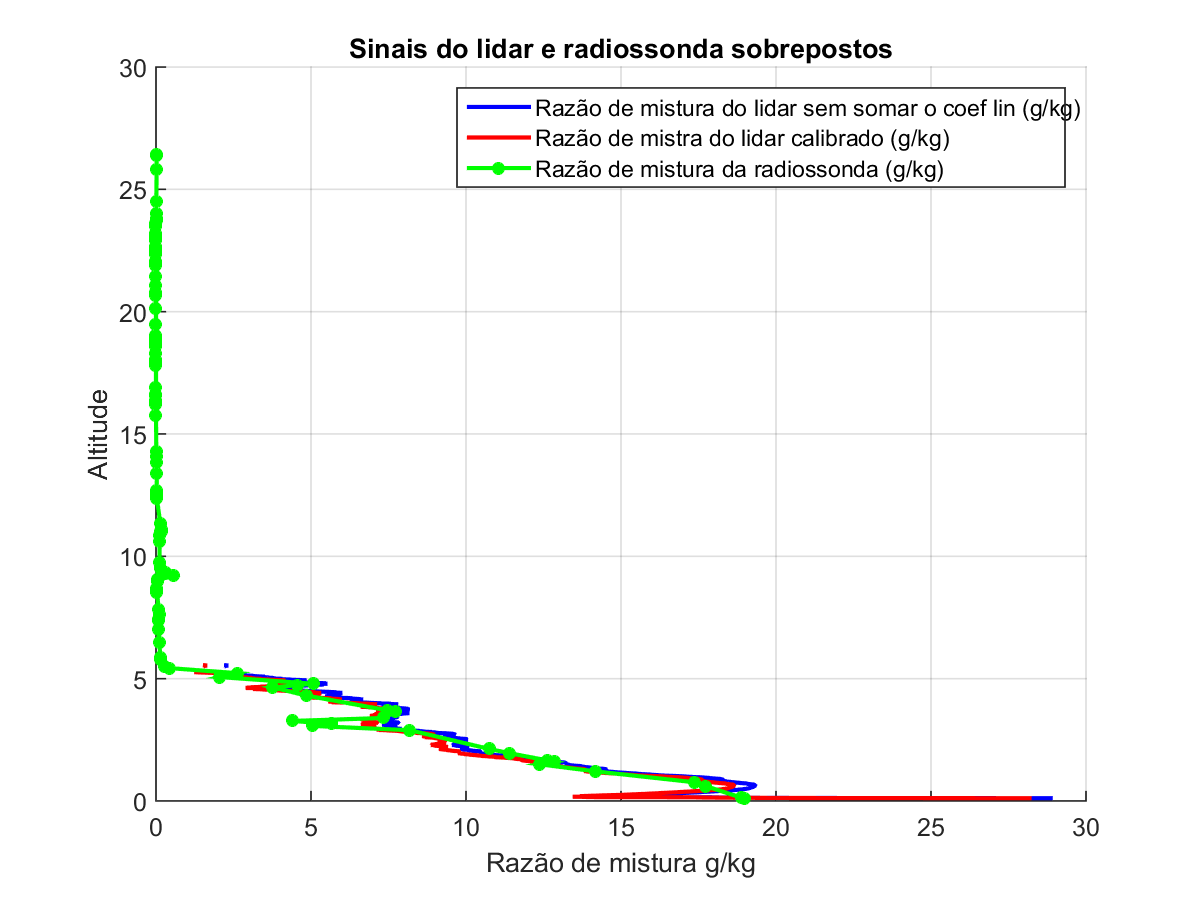 Sinais do lidar e radiossonda sobrepostos
Razão de mistura do lidar sem somar o coef lin (g/kg)
Razão de mistra do lidar calibrado (g/kg)
Razão de mistura da radiossonda (g/kg)
30
25
20
15
10
5
0
Altitude
0 5 10 15 20 25 30
Razão de mistura g/kg